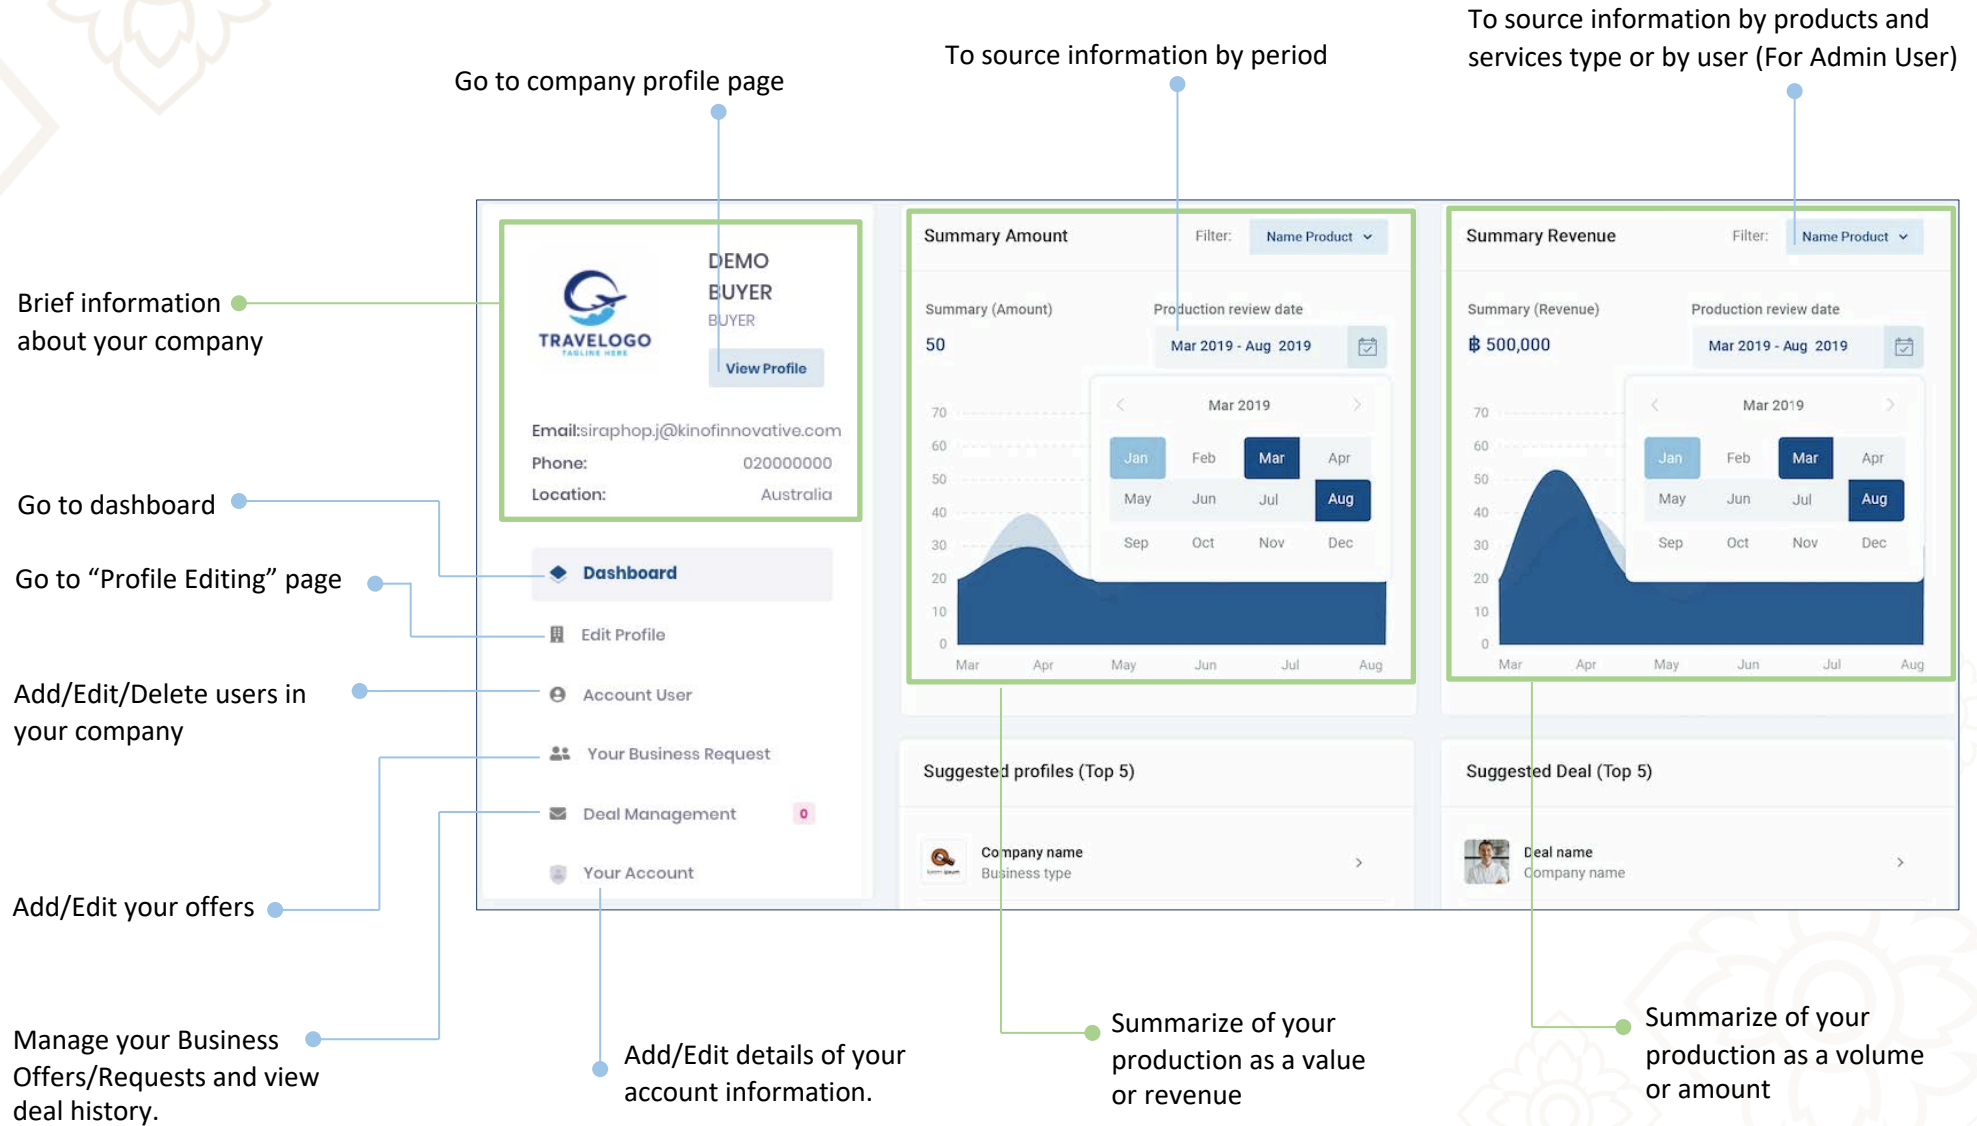 To source information by products and
services type or by user (For Admin User)
To source information by period
Go to company profile page
Brief information
about your company
Go to dashboard
Go to “Profile Editing” page
Add/Edit/Delete users in
your company
Add/Edit your offers
Manage your Business
Offers/Requests and view
deal history.
DEMO
BUYER
BUYER
TRAVELOGO
TAGLINE HERE
View Profile
Email:siraphop.j@kinofinnovative.com
Phone: 020000000
Location: Australia
Dashboard
Edit Profile
Account User
Your Business Request
Deal Management 0
Your Account
Summary Amount Filter: Name Product
Summary (Amount) Production review date
50 Mar 2019 - Aug 2019
Mar 2019
Jan Feb Mar Apr
May Jun Jul Aug
Sep Oct Nov Dec
70
60
50
40
30
20
10
0
Mar Apr May Jun Jul Aug
Summary Revenue Filter: Name Product
Summary (Revenue) Production review date
฿ 500,000 Mar 2019 - Aug 2019
Mar 2019
Jan Feb Mar Apr
May Jun Jul Aug
Sep Oct Nov Dec
70
60
50
40
30
20
10
0
Mar Apr May Jun Jul Aug
Suggested profiles (Top 5)
lorem ipsum
Company name
Business type
Suggested Deal (Top 5)
Deal name
Company name
Add/Edit details of your
account information.
Summarize of your
production as a value
or revenue
Summarize of your
production as a volume
or amount